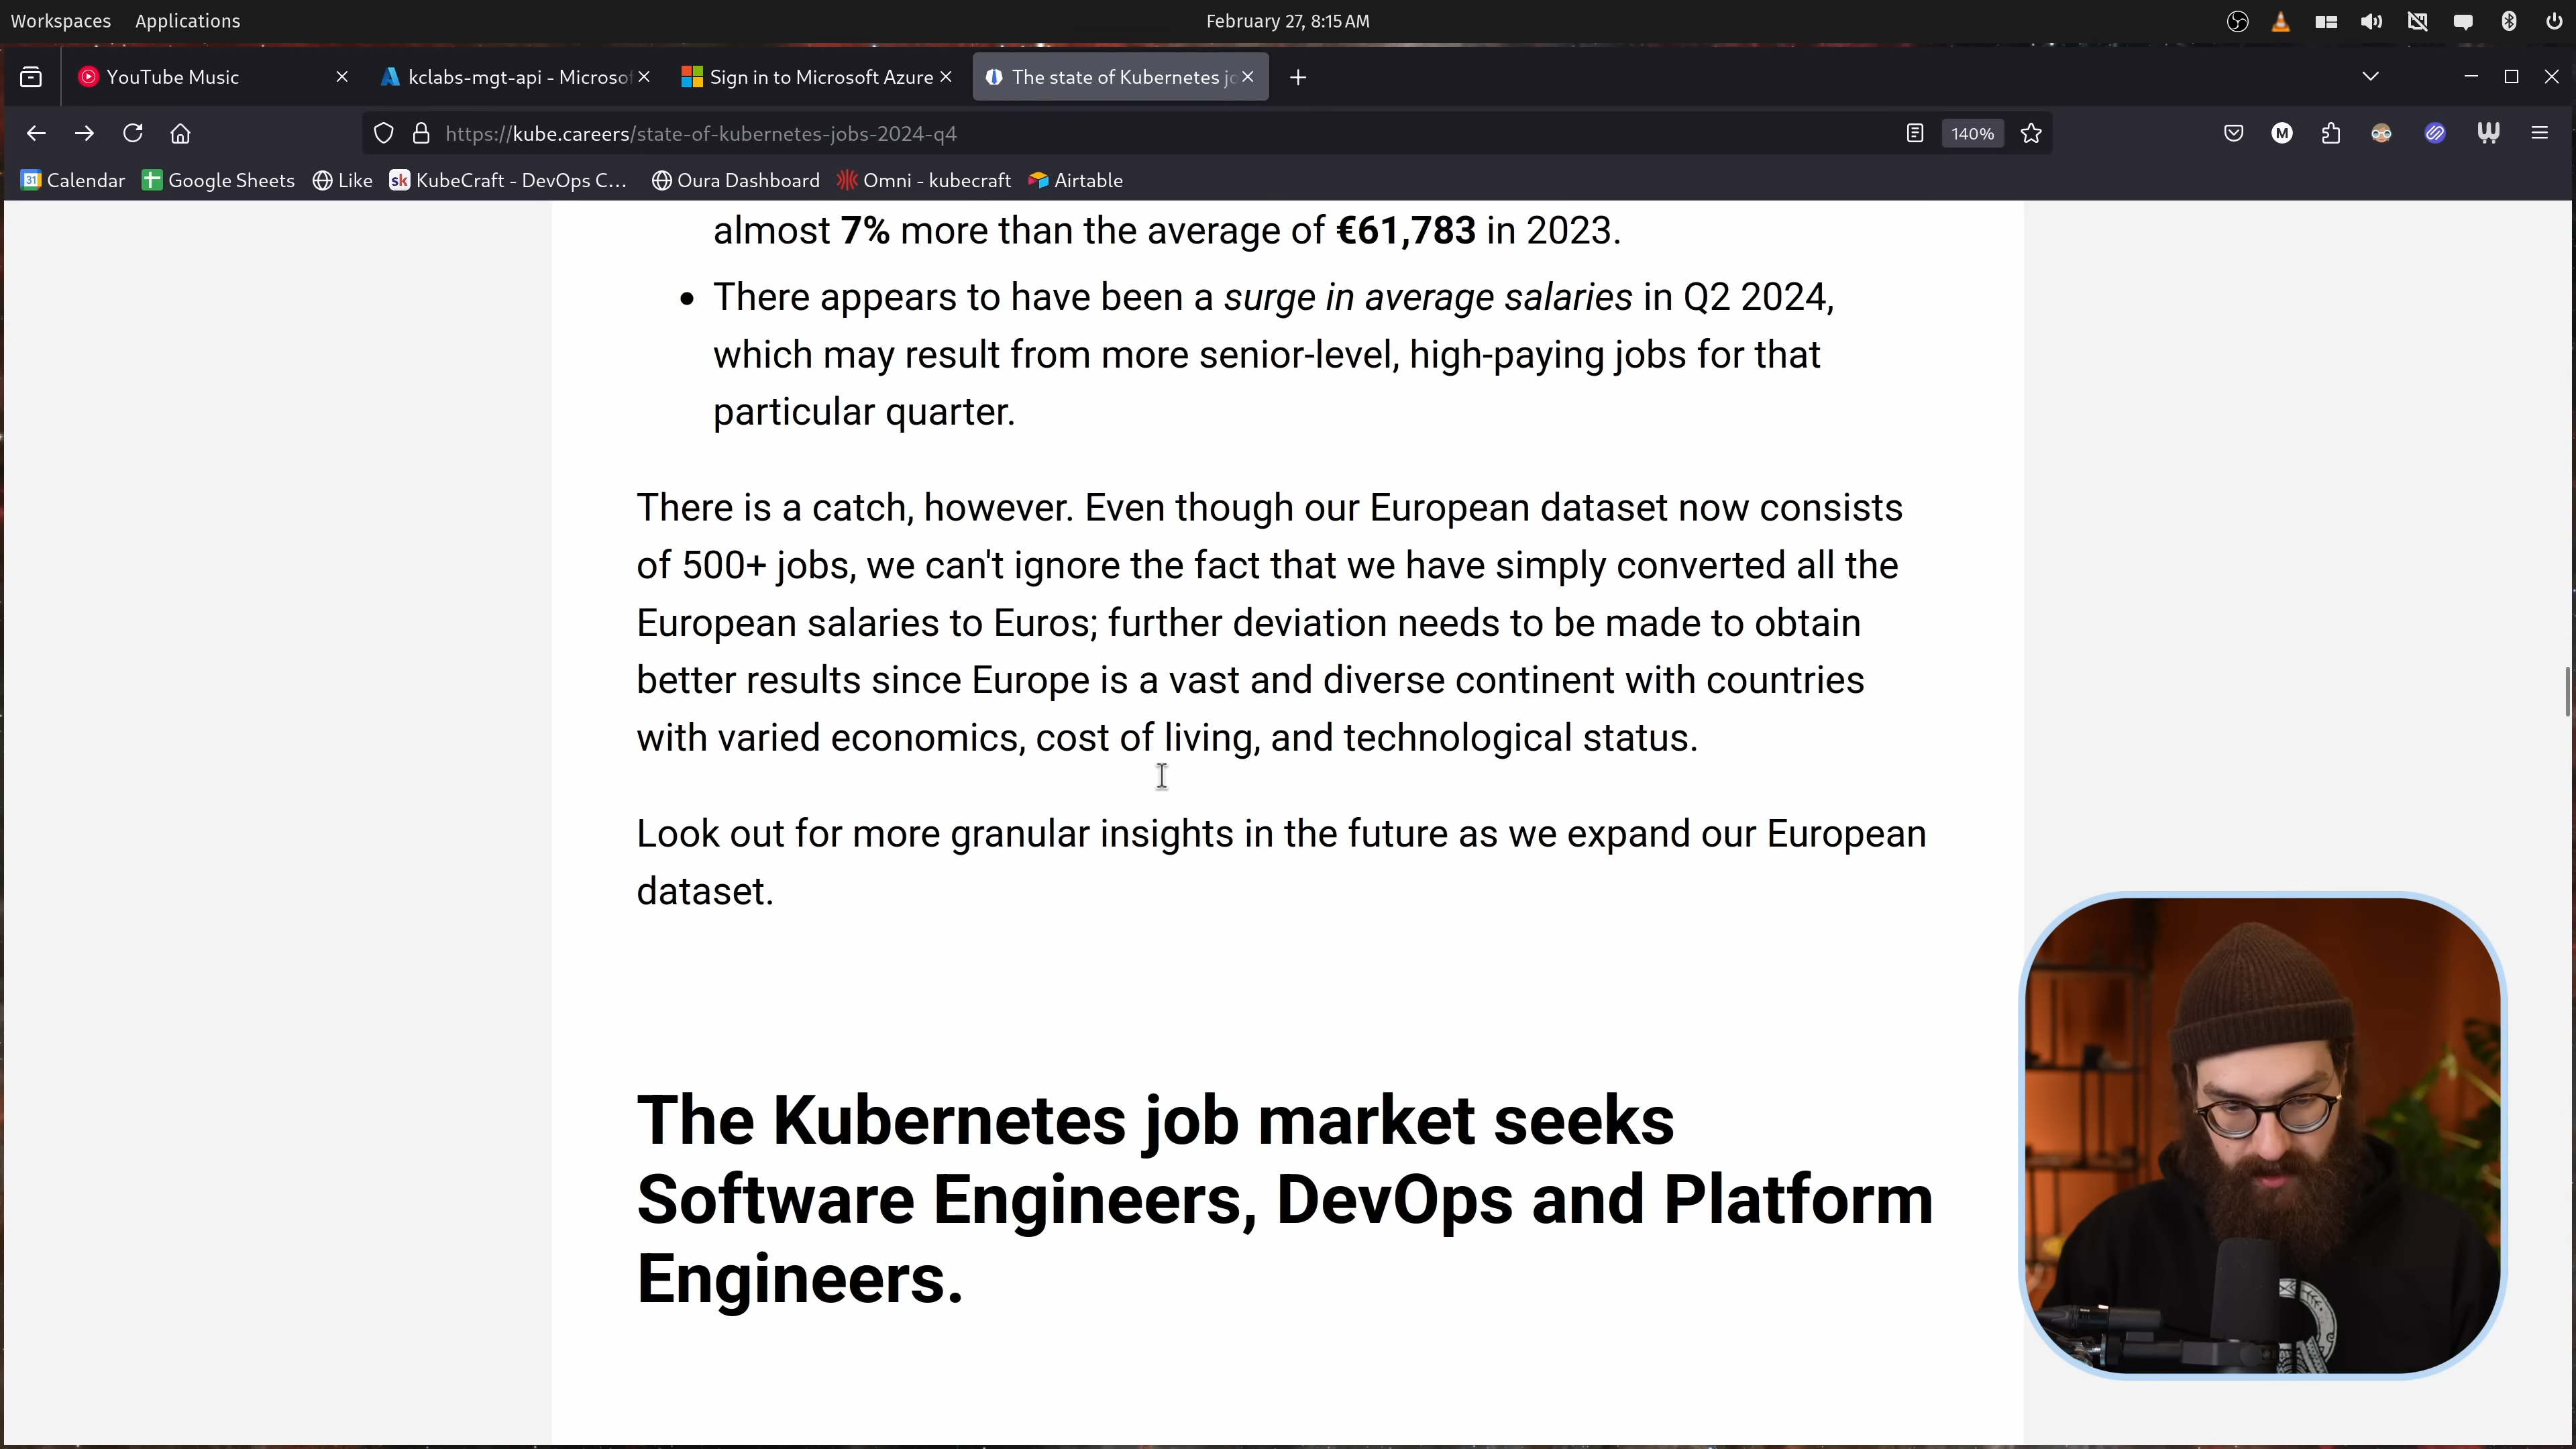 Workspaces Applications February 27, 8:15 AM
YouTube Music kclabs-mgt-api - Microsof Sign in to Microsoft Azure The state of Kubernetes jo
https://kube.careers/state-of-kubernetes-jobs-2024-q4 140% M
31 Calendar Google Sheets Like sk KubeCraft - DevOps C... Oura Dashboard Omni - kubecraft Airtable
almost 7% more than the average of €61,783 in 2023.
• There appears to have been a surge in average salaries in Q2 2024,
which may result from more senior-level, high-paying jobs for that
particular quarter.
There is a catch, however. Even though our European dataset now consists
of 500+ jobs, we can't ignore the fact that we have simply converted all the
European salaries to Euros; further deviation needs to be made to obtain
better results since Europe is a vast and diverse continent with countries
with varied economics, cost of living, and technological status.
Look out for more granular insights in the future as we expand our European
dataset.
The Kubernetes job market seeks
Software Engineers, DevOps and Platform
Engineers.